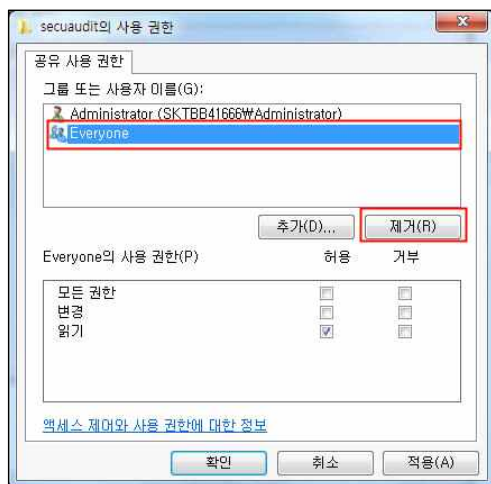 secuaudit의 사용 권한
공유 사용 권한
그룹 또는 사용자 이름(G):
Administrator (SKTBB41666₩Administrator)
Everyone
추가(D)... 제거(R)
Everyone의 사용 권한(P) 허용 거부
모든 권한
변경
읽기
액세스 제어와 사용 권한에 대한 정보
확인 취소 적용(A)